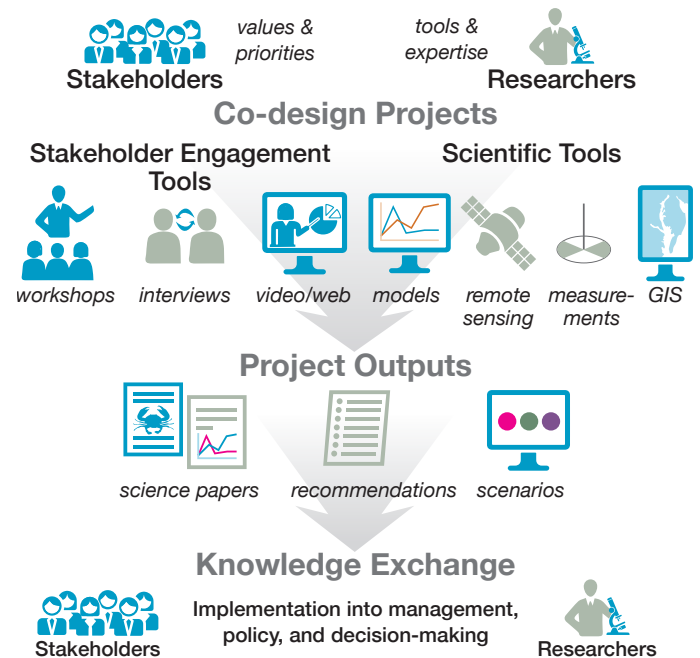 values &
priorities
tools &
expertise
Stakeholders
Researchers
Co-design Projects
Stakeholder Engagement
Tools
Scientific Tools
workshops
interviews
video/web
models
remote
sensing
measure-
ments
GIS
Project Outputs
science papers
recommendations
scenarios
Knowledge Exchange
Implementation into management,
policy, and decision-making
Stakeholders
Researchers